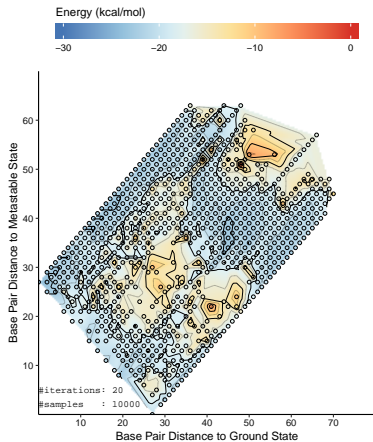 Energy (kcal/mol)
−30 −20 −10 0
Base Pair Distance to Metastable State
60
50
40
30
20
10
#iterations: 20
#samples : 10000
10 20 30 40 50 60 70
Base Pair Distance to Ground State